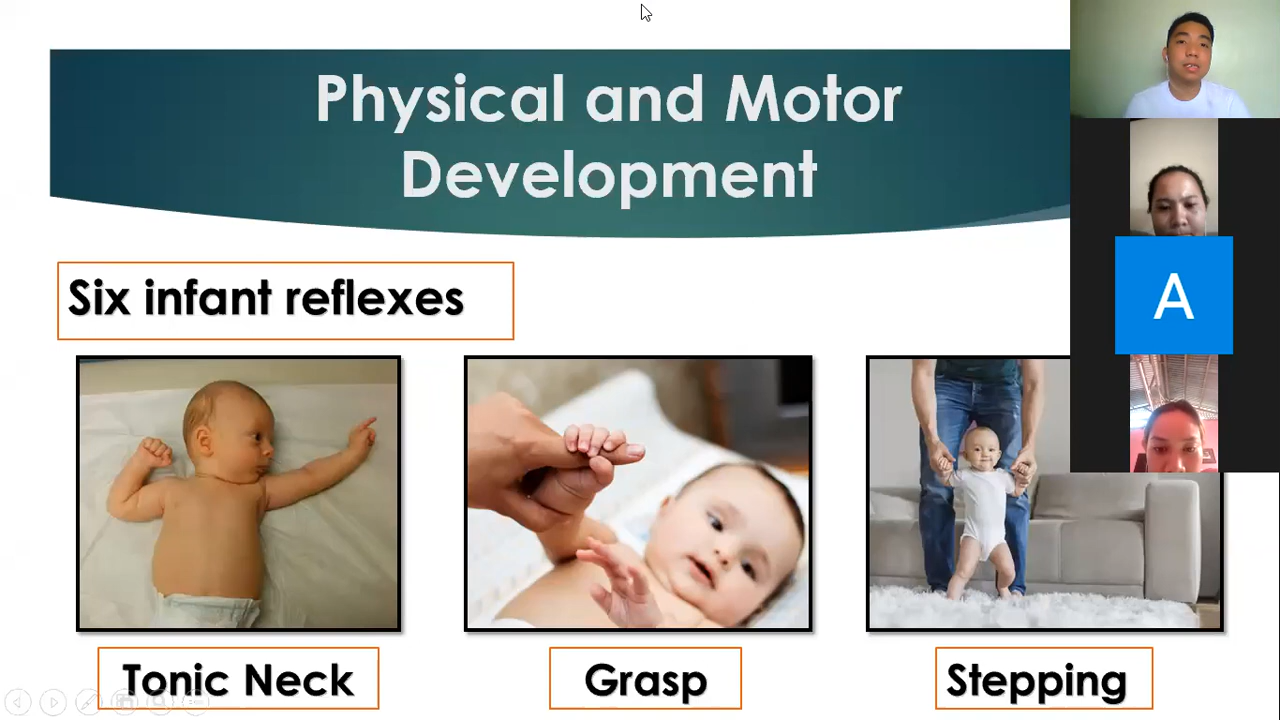 Physical and Motor
Development
Six infant reflexes
A
Tonic Neck
Grasp
Stepping